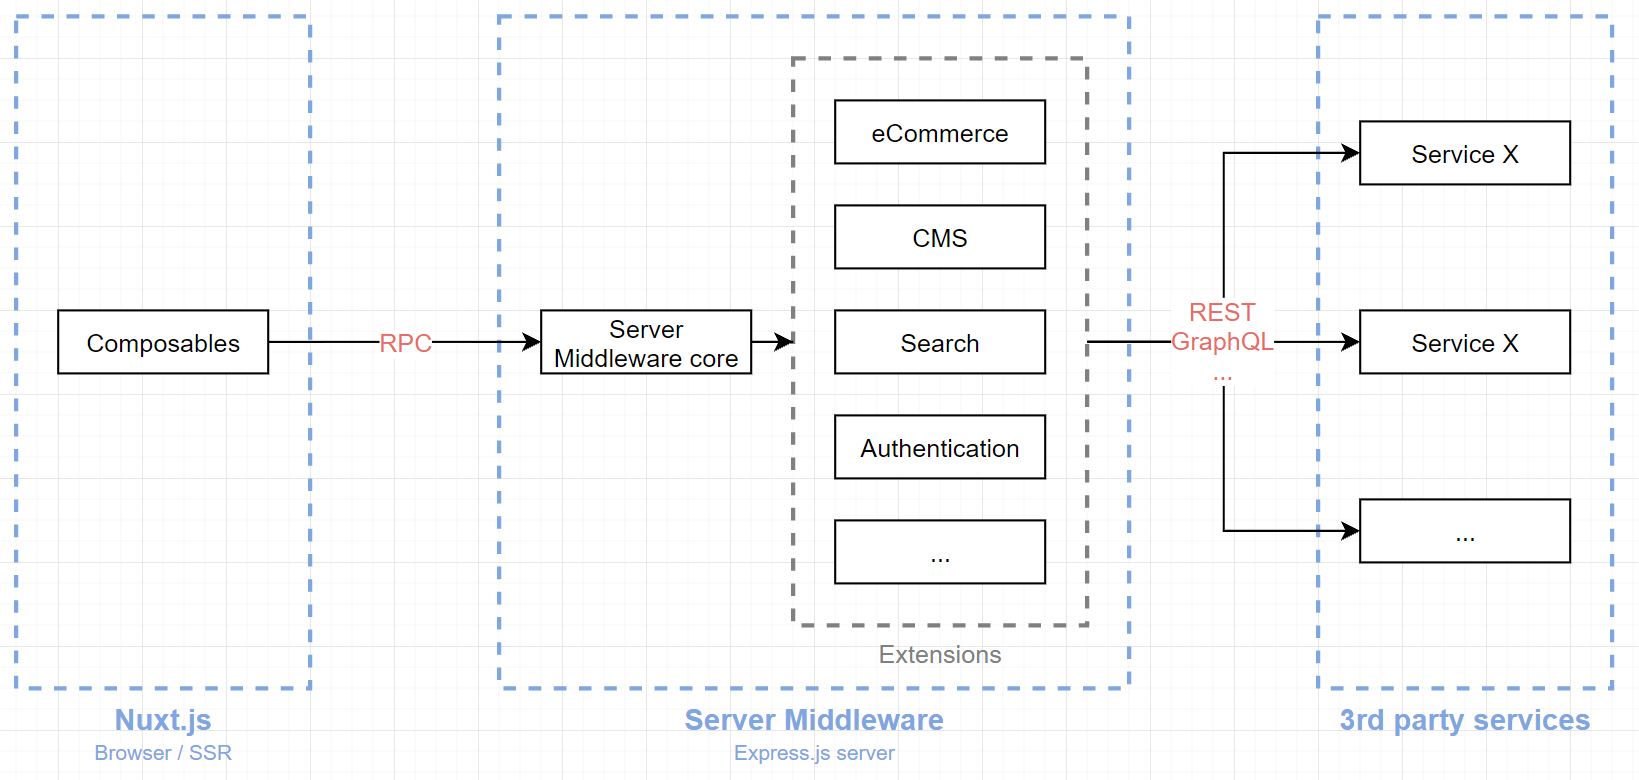 Composables
Nuxt.js
Browser / SSR
RPC
Server
Middleware core
eCommerce
CMS
Search
Authentication
...
Extensions
Server Middleware
Express.js server
REST
GraphQL
...
Service X
Service X
...
3rd party services